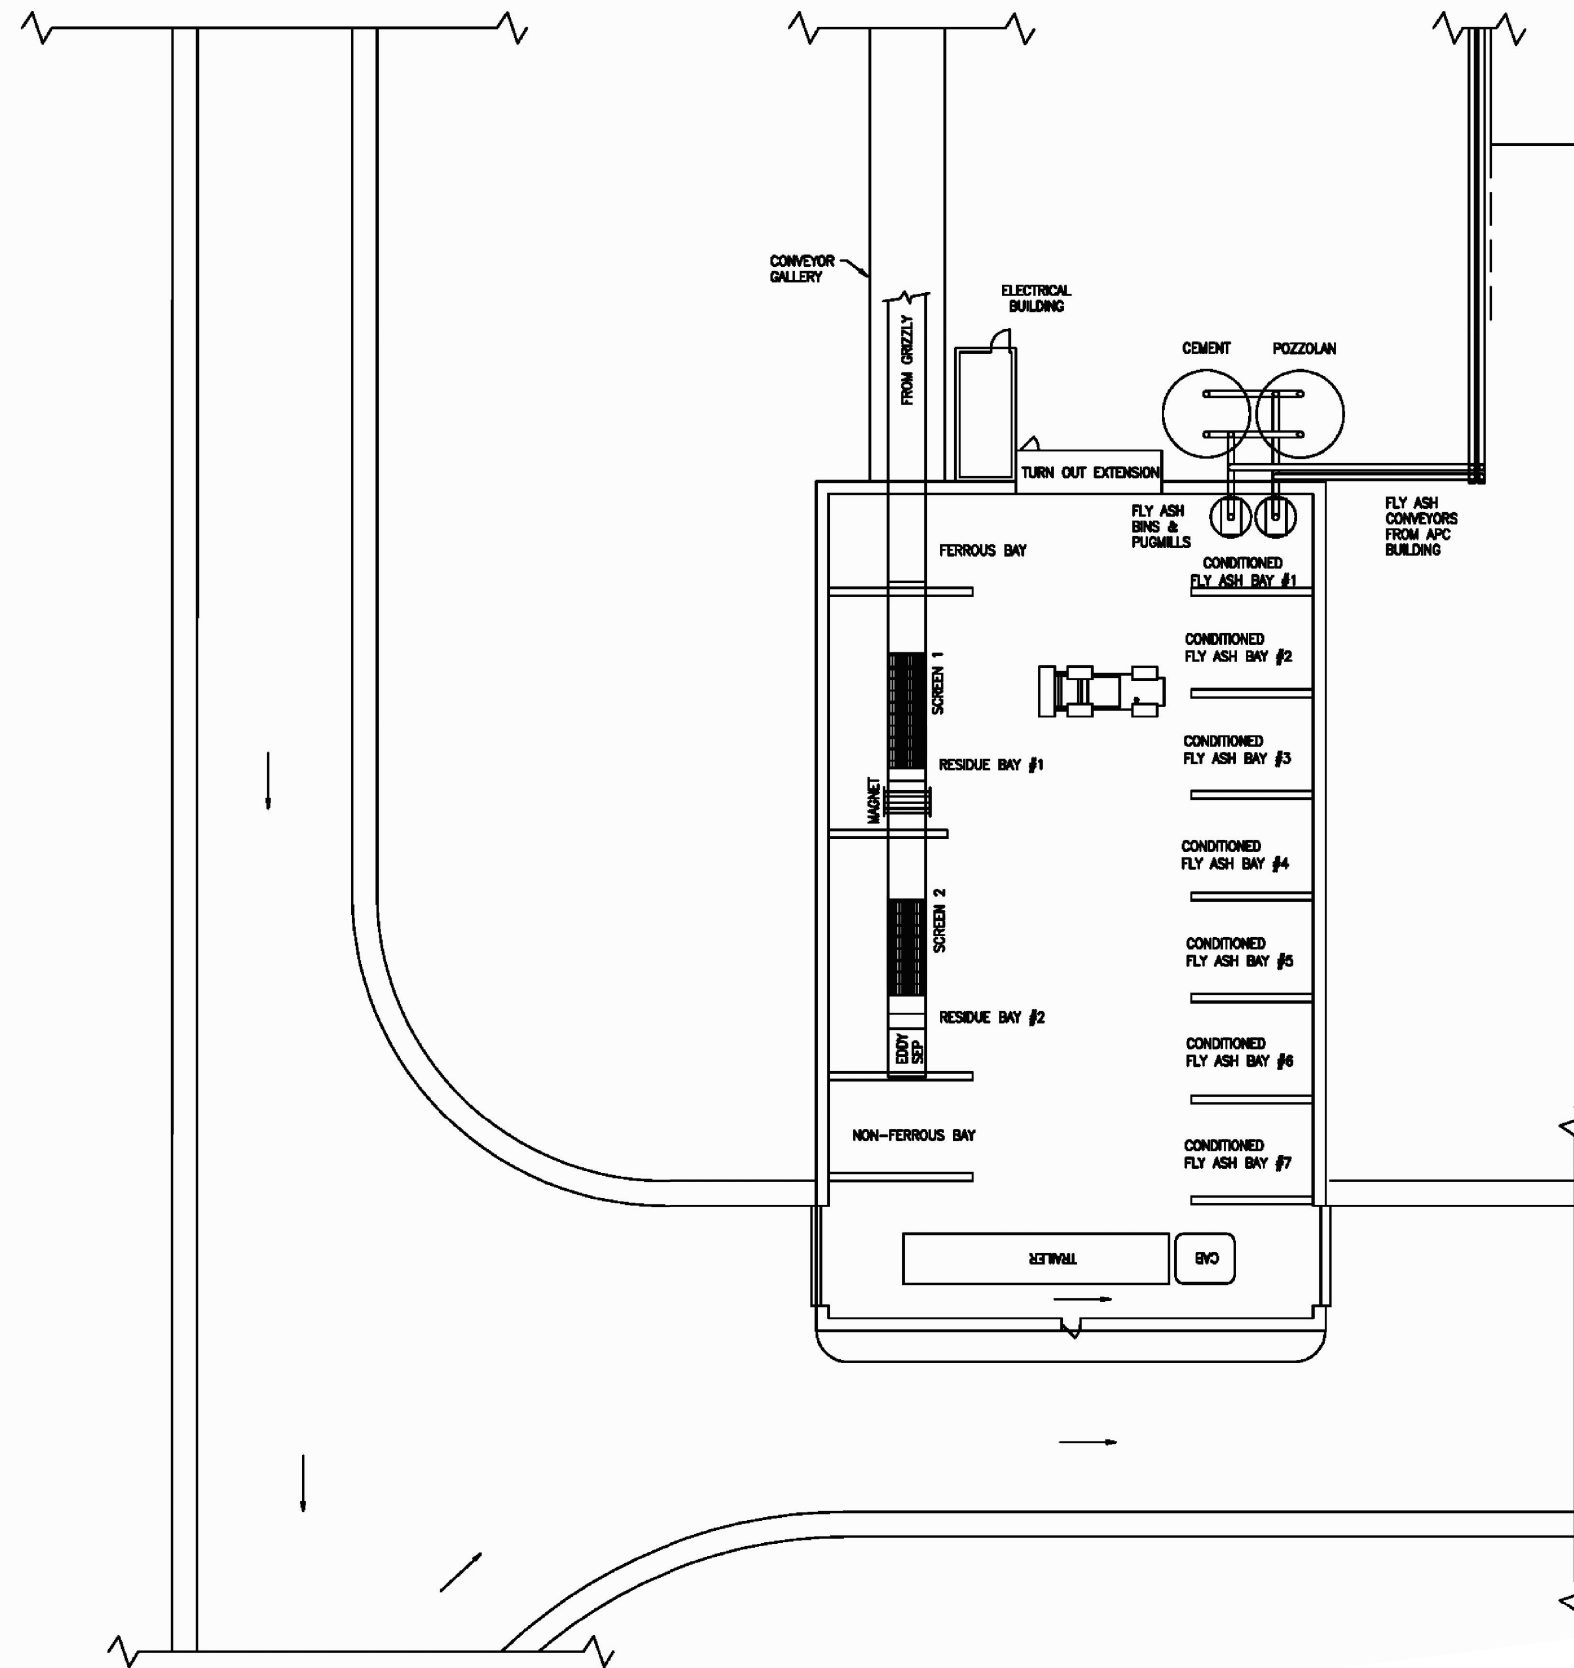 CONVEYOR
GALLERY
ELECTRICAL
BUILDING
FROM GRIZZLY
CEMENT
POZZOLAN
TURN OUT EXTENSION
FLY ASH
BINS &
PUGMILLS
FLY ASH
CONVEYORS
FROM APC
BUILDING
FERROUS BAY
CONDITIONED
FLY ASH BAY #1
CONDITIONED
FLY ASH BAY #2
SCREEN 1
CONDITIONED
FLY ASH BAY #3
RESIDUE BAY #1
MAGNET
CONDITIONED
FLY ASH BAY #4
SCREEN 2
CONDITIONED
FLY ASH BAY #5
RESIDUE BAY #2
EDDY
SEP
CONDITIONED
FLY ASH BAY #6
NON-FERROUS BAY
CONDITIONED
FLY ASH BAY #7
TRAILER
CAB